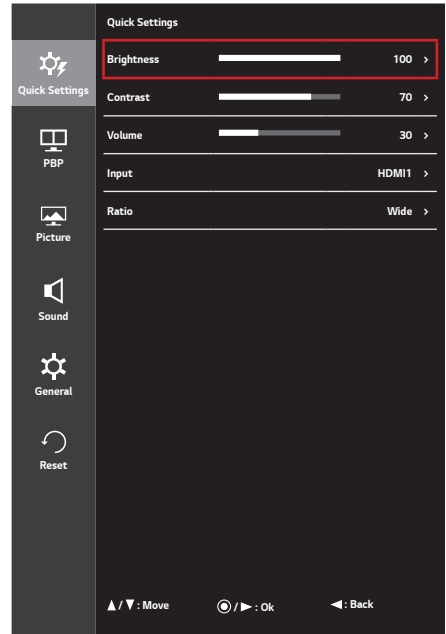 Quick Settings
Quick Settings
Brightness 100 >
Contrast 70 >
Volume 30 >
Input HDMI1 >
Ratio Wide >
PBP
Picture
Sound
General
Reset
▲/▼: Move ◉/►: Ok ◄: Back